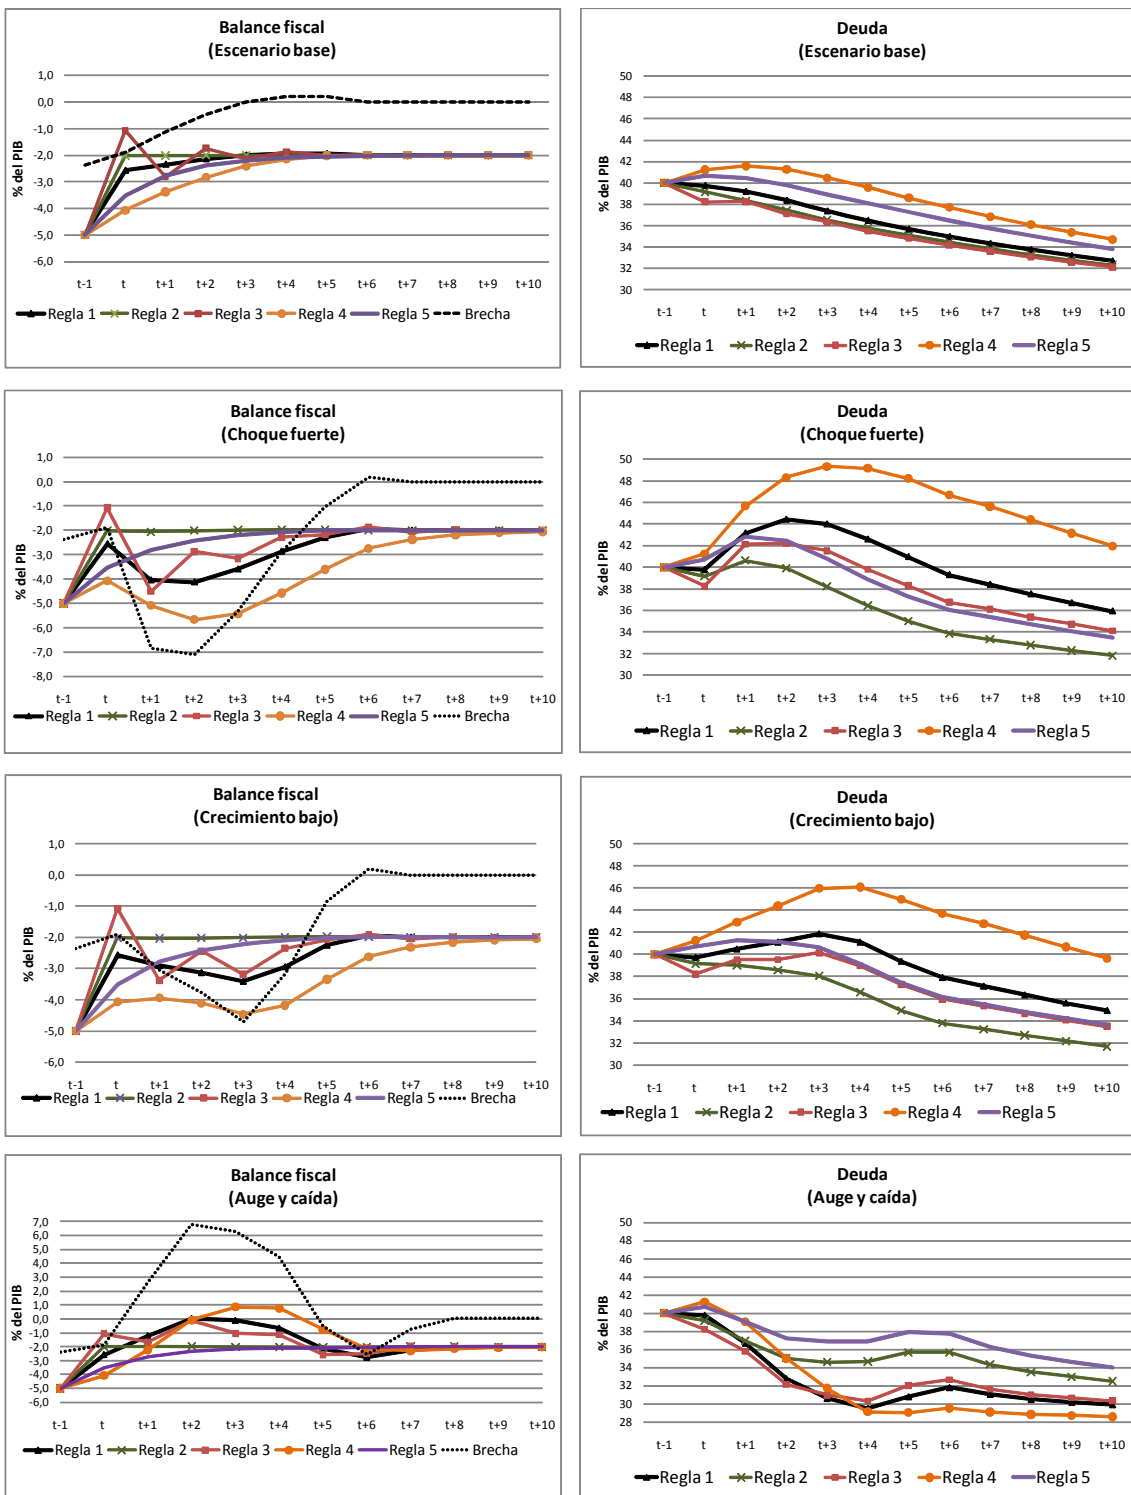 Balance fiscal
(Escenario base)
% del PIB
1,0
0,0
-1,0
-2,0
-3,0
-4,0
-5,0
-6,0
t-1 t t+1 t+2 t+3 t+4 t+5 t+6 t+7 t+8 t+9 t+10
Regla 1 Regla 2 Regla 3 Regla 4 Regla 5 Brecha
Deuda
(Escenario base)
% del PIB
50
48
46
44
42
40
38
36
34
32
30
t-1 t t+1 t+2 t+3 t+4 t+5 t+6 t+7 t+8 t+9 t+10
Regla 1 Regla 2 Regla 3 Regla 4 Regla 5
Balance fiscal
(Choque fuerte)
% del PIB
1,0
0,0
-1,0
-2,0
-3,0
-4,0
-5,0
-6,0
-7,0
-8,0
t-1 t t+1 t+2 t+3 t+4 t+5 t+6 t+7 t+8 t+9 t+10
Regla 1 Regla 2 Regla 3 Regla 4 Regla 5 Brecha
Deuda
(Choque fuerte)
% del PIB
50
48
46
44
42
40
38
36
34
32
30
t-1 t t+1 t+2 t+3 t+4 t+5 t+6 t+7 t+8 t+9 t+10
Regla 1 Regla 2 Regla 3 Regla 4 Regla 5
Balance fiscal
(Crecimiento bajo)
% del PIB
1,0
0,0
-1,0
-2,0
-3,0
-4,0
-5,0
-6,0
t-1 t t+1 t+2 t+3 t+4 t+5 t+6 t+7 t+8 t+9 t+10
Regla 1 Regla 2 Regla 3 Regla 4 Regla 5 Brecha
Deuda
(Crecimiento bajo)
% del PIB
50
48
46
44
42
40
38
36
34
32
30
t-1 t t+1 t+2 t+3 t+4 t+5 t+6 t+7 t+8 t+9 t+10
Regla 1 Regla 2 Regla 3 Regla 4 Regla 5
Balance fiscal
(Auge y caída)
% del PIB
7,0
6,0
5,0
4,0
3,0
2,0
1,0
0,0
-1,0
-2,0
-3,0
-4,0
-5,0
-6,0
t-1 t t+1 t+2 t+3 t+4 t+5 t+6 t+7 t+8 t+9 t+10
Regla 1 Regla 2 Regla 3 Regla 4 Regla 5 Brecha
Deuda
(Auge y caída)
% del PIB
50
48
46
44
42
40
38
36
34
32
30
28
t-1 t t+1 t+2 t+3 t+4 t+5 t+6 t+7 t+8 t+9 t+10
Regla 1 Regla 2 Regla 3 Regla 4 Regla 5